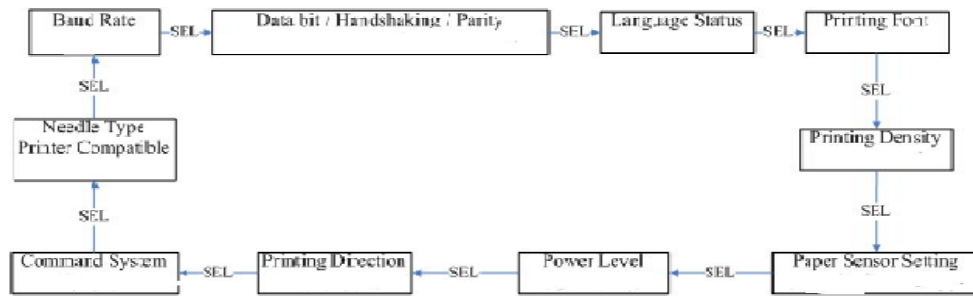 Baud Rate
SEL
Data bit / Handshaking / Parity
SEL
Language Status
SEL
Printing Font
SEL
Printing Density
SEL
Paper Sensor Setting
SEL
Power Level
SEL
Printing Direction
SEL
Command System
SEL
Needle Type
Printer Compatible
SEL